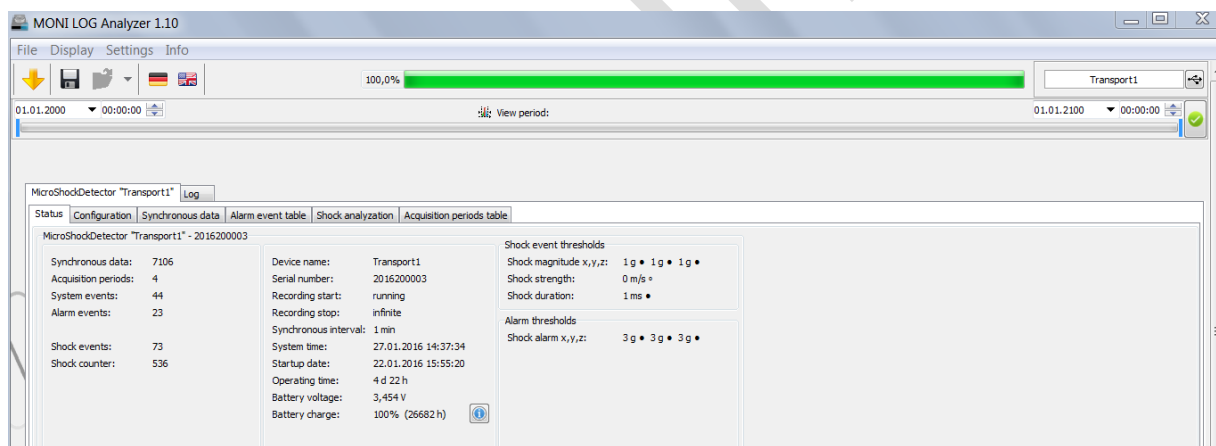 MONI LOG Analyzer 1.10
File Display Settings Info
100,0%
Transport1
01.01.2000 00:00:00
View period:
01.01.2100 00:00:00
MicroShockDetector "Transport1" Log
Status Configuration Synchronous data Alarm event table Shock analyzation Acquisition periods table
MicroShockDetector "Transport1" - 2016200003
Synchronous data: 7106
Acquisition periods: 4
System events: 44
Alarm events: 23
Shock events: 73
Shock counter: 536
Device name: Transport1
Serial number: 2016200003
Recording start: running
Recording stop: infinite
Synchronous interval: 1 min
System time: 27.01.2016 14:37:34
Startup date: 22.01.2016 15:55:20
Operating time: 4 d 22 h
Battery voltage: 3,454 V
Battery charge: 100% (26682 h)
Shock event thresholds
Shock magnitude x,y,z: 1 g ● 1 g ● 1 g ●
Shock strength: 0 m/s ○
Shock duration: 1 ms ●
Alarm thresholds
Shock alarm x,y,z: 3 g ● 3 g ● 3 g ●